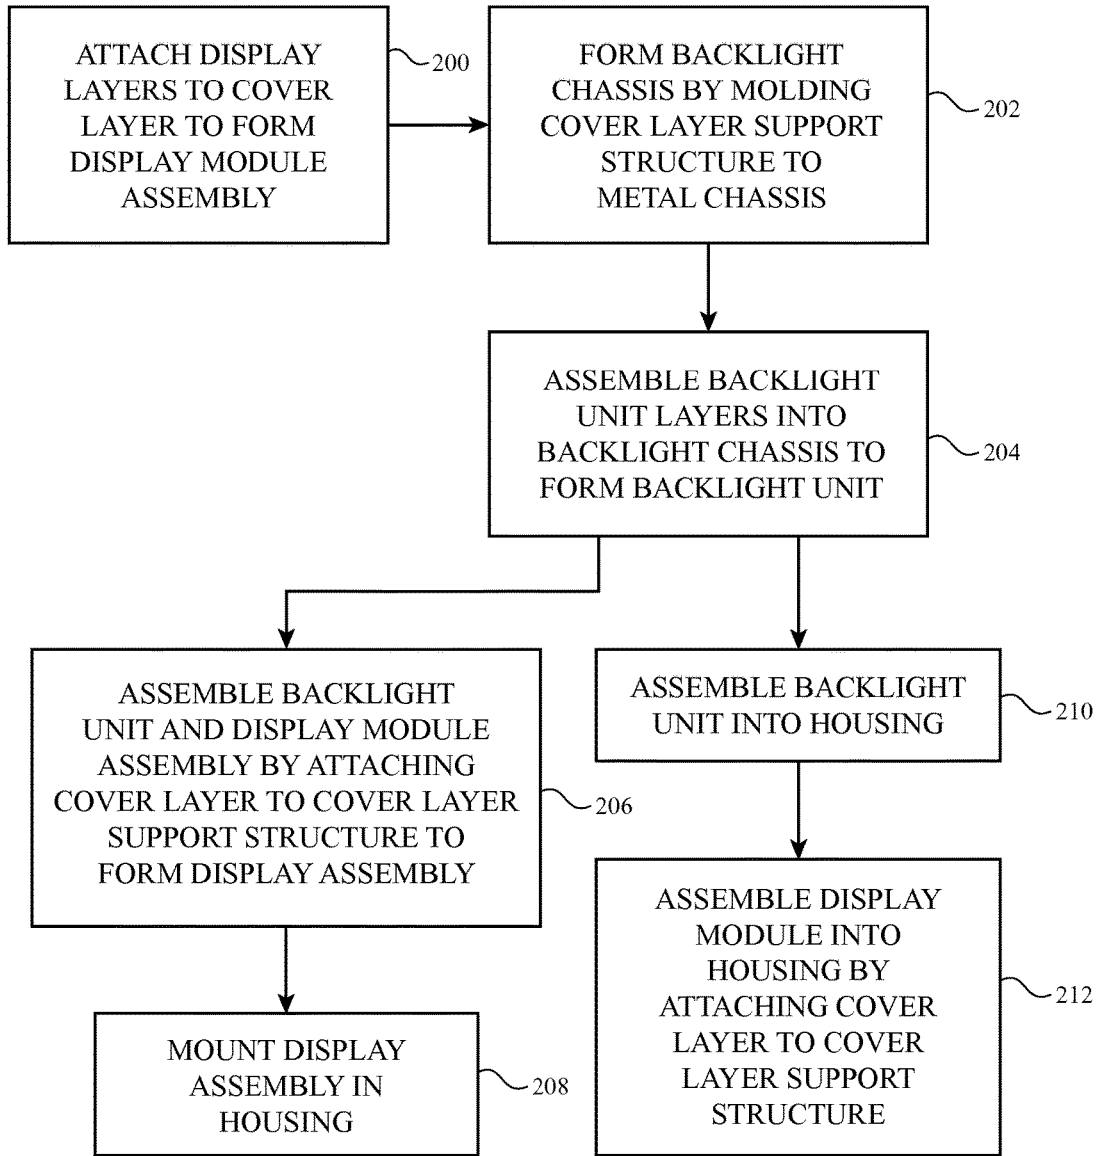 ATTACH DISPLAY
LAYERS TO COVER
LAYER TO FORM
DISPLAY MODULE
ASSEMBLY
200
FORM BACKLIGHT
CHASSIS BY MOLDING
COVER LAYER SUPPORT
STRUCTURE TO
METAL CHASSIS
202
ASSEMBLE BACKLIGHT
UNIT LAYERS INTO
BACKLIGHT CHASSIS TO
FORM BACKLIGHT UNIT
204
ASSEMBLE BACKLIGHT
UNIT AND DISPLAY MODULE
ASSEMBLY BY ATTACHING
COVER LAYER TO COVER LAYER
SUPPORT STRUCTURE TO
FORM DISPLAY ASSEMBLY
206
MOUNT DISPLAY
ASSEMBLY IN
HOUSING
208
ASSEMBLE BACKLIGHT
UNIT INTO HOUSING
210
ASSEMBLE DISPLAY
MODULE INTO
HOUSING BY
ATTACHING COVER
LAYER TO COVER
LAYER SUPPORT
STRUCTURE
212